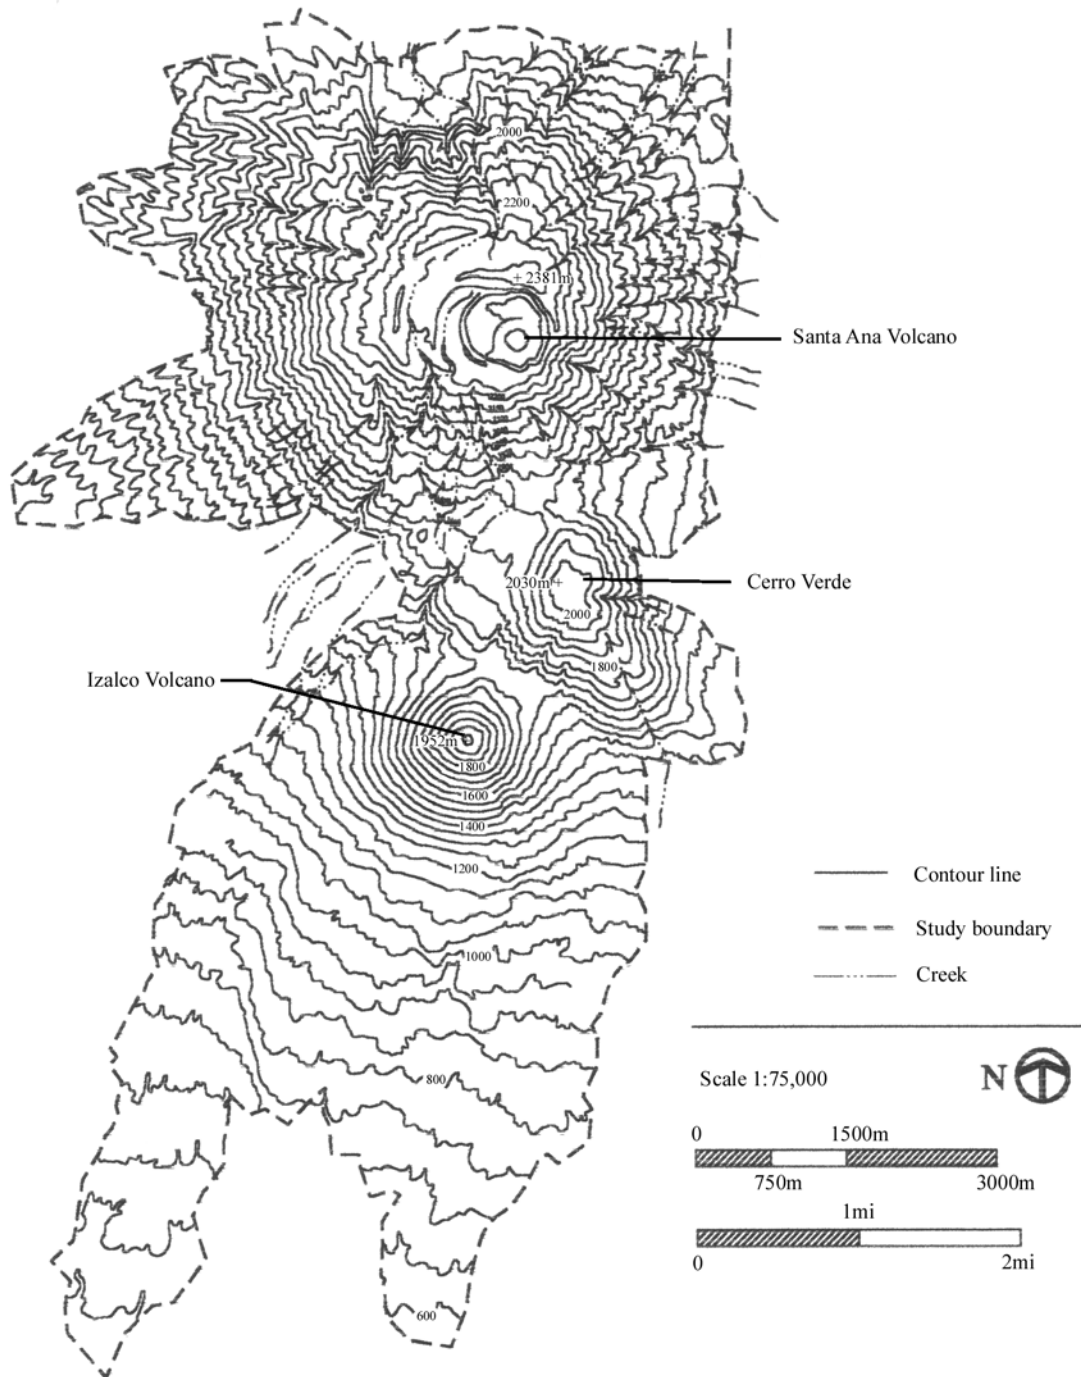 2000
2200
+ 2381m
Santa Ana Volcano
2030m +
Cerro Verde
2000
1800
Izalco Volcano
1952m
1800
1600
1400
1200
1000
800
600
Contour line
Study boundary
Creek
Scale 1:75,000
N
0 1500m
750m 3000m
1mi
0 2mi